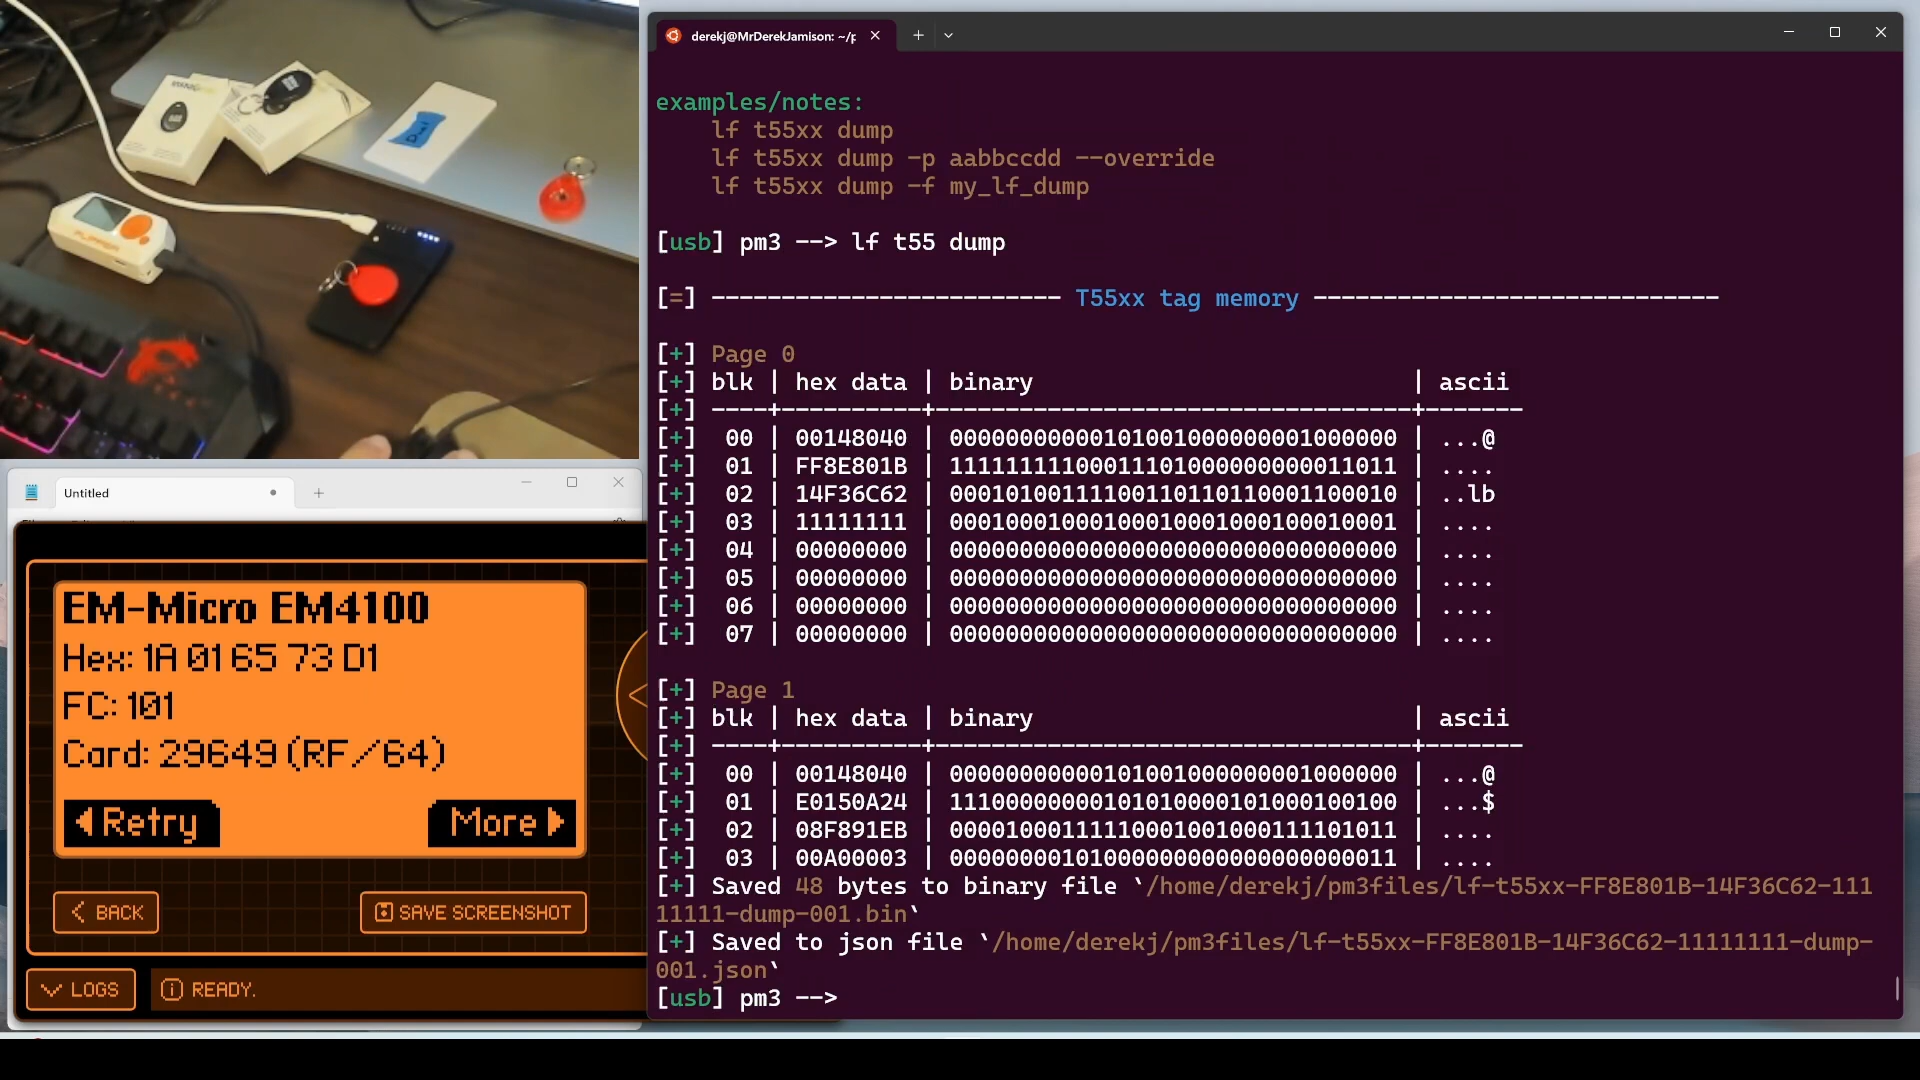 derekj@MrDerekJamison: ~/p
examples/notes:
lf t55xx dump
lf t55xx dump -p aabbccdd --override
lf t55xx dump -f my_lf_dump
[usb] pm3 --> lf t55 dump
[=] ------------------------- T55xx tag memory -----------------------------
[+] Page 0
[+] blk | hex data | binary | ascii
[+] ----+----------+-----------------------------------+-------
[+] 00 | 00148040 | 00000000000101001000000001000000 | ...@
[+] 01 | FF8E801B | 11111111100011101000000000011011 | ....
[+] 02 | 14F36C62 | 00010100111100110110110001100010 | ..lb
[+] 03 | 11111111 | 00010001000100010001000100010001 | ....
[+] 04 | 00000000 | 00000000000000000000000000000000 | ....
[+] 05 | 00000000 | 00000000000000000000000000000000 | ....
[+] 06 | 00000000 | 00000000000000000000000000000000 | ....
[+] 07 | 00000000 | 00000000000000000000000000000000 | ....
[+] Page 1
[+] blk | hex data | binary | ascii
[+] ----+----------+-----------------------------------+-------
[+] 00 | 00148040 | 00000000000101001000000001000000 | ...@
[+] 01 | E0150A24 | 11100000000101010000101000100100 | ...$
[+] 02 | 08F891EB | 00001000111110001001000111101011 | ....
[+] 03 | 00A00003 | 00000000101000000000000000000011 | ....
[+] Saved 48 bytes to binary file `/home/derekj/pm3files/lf-t55xx-FF8E801B-14F36C62-111
11111-dump-001.bin`
[+] Saved to json file `/home/derekj/pm3files/lf-t55xx-FF8E801B-14F36C62-11111111-dump-
001.json`
[usb] pm3 -->
FLIPPER
Dual
Untitled
EM-Micro EM4100
Hex: 1A 01 65 73 D1
FC: 101
Card: 29649 (RF/64)
Retry
More
BACK
SAVE SCREENSHOT
LOGS
READY.